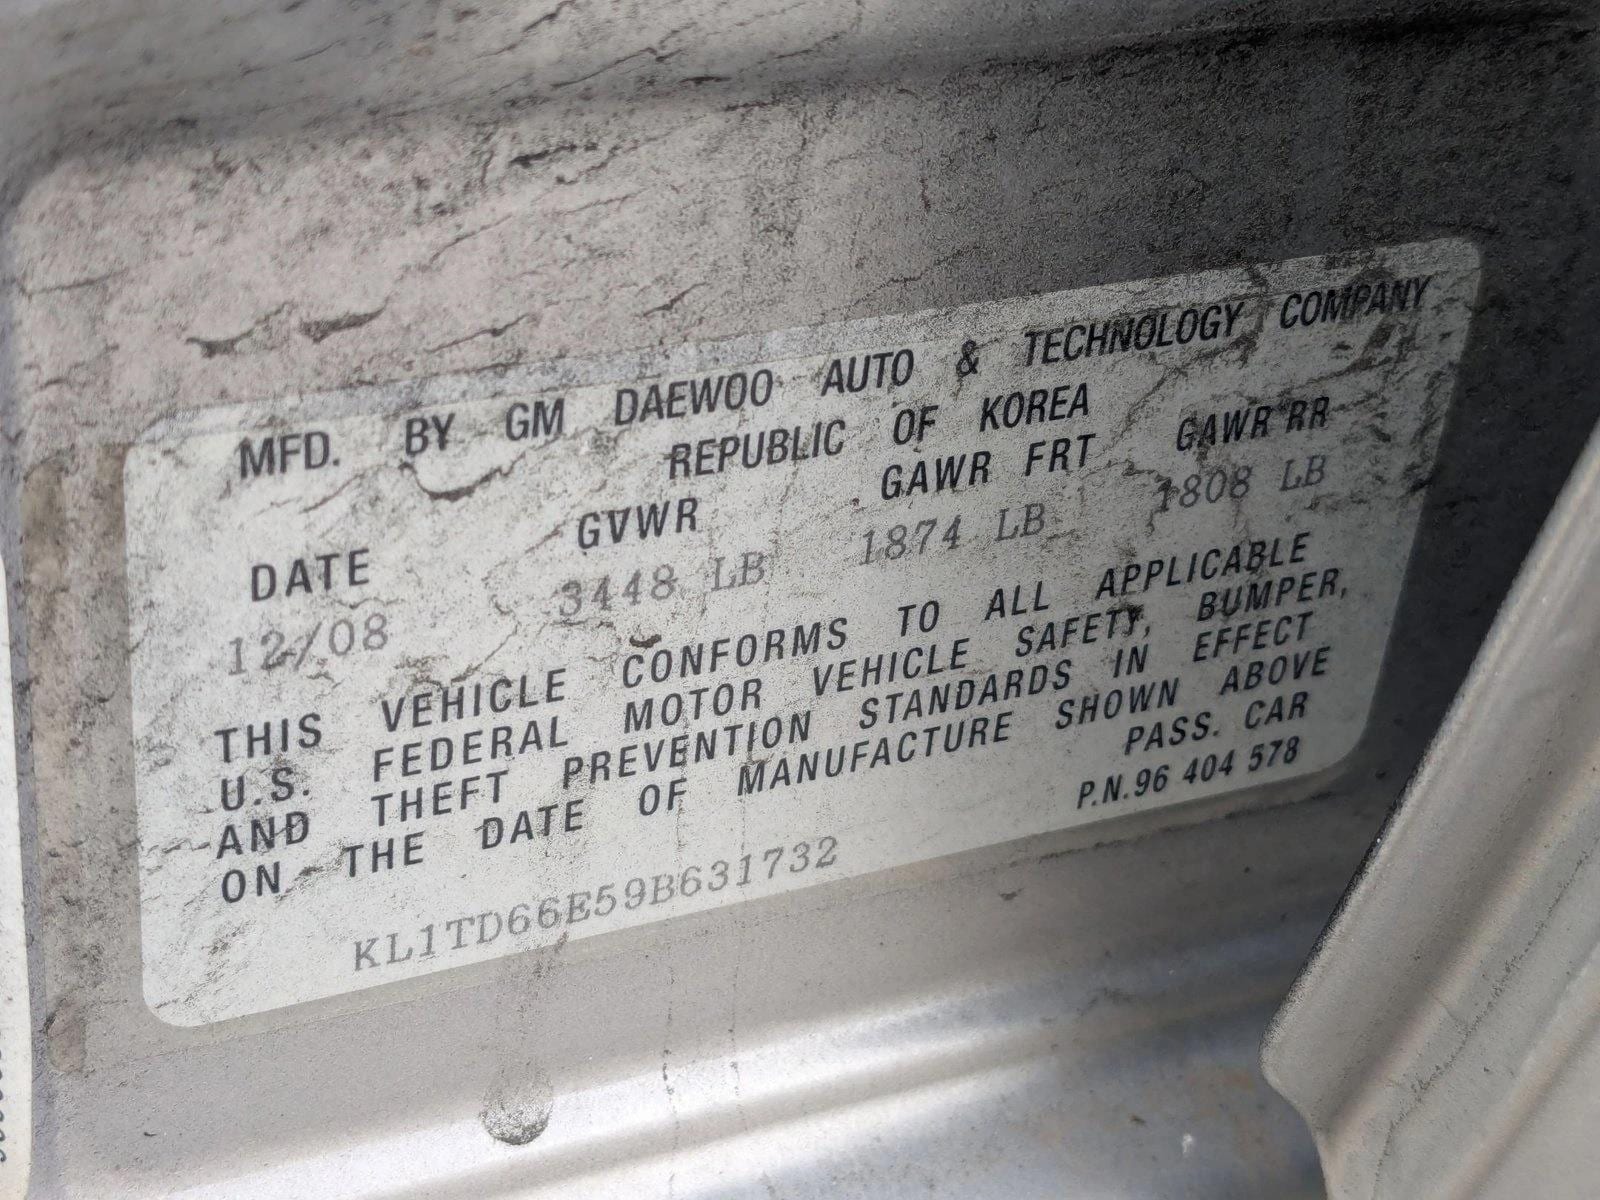 MFD. BY GM DAEWOO AUTO & TECHNOLOGY COMPANY
REPUBLIC OF KOREA
DATE GVWR GAWR FRT GAWR RR
12/08 3448 LB 1874 LB 1808 LB
THIS VEHICLE CONFORMS TO ALL APPLICABLE
U.S. FEDERAL MOTOR VEHICLE SAFETY, BUMPER,
AND THEFT PREVENTION STANDARDS IN EFFECT
ON THE DATE OF MANUFACTURE SHOWN ABOVE
PASS. CAR
P.N.96 404 578
KL1TD66E59B631732